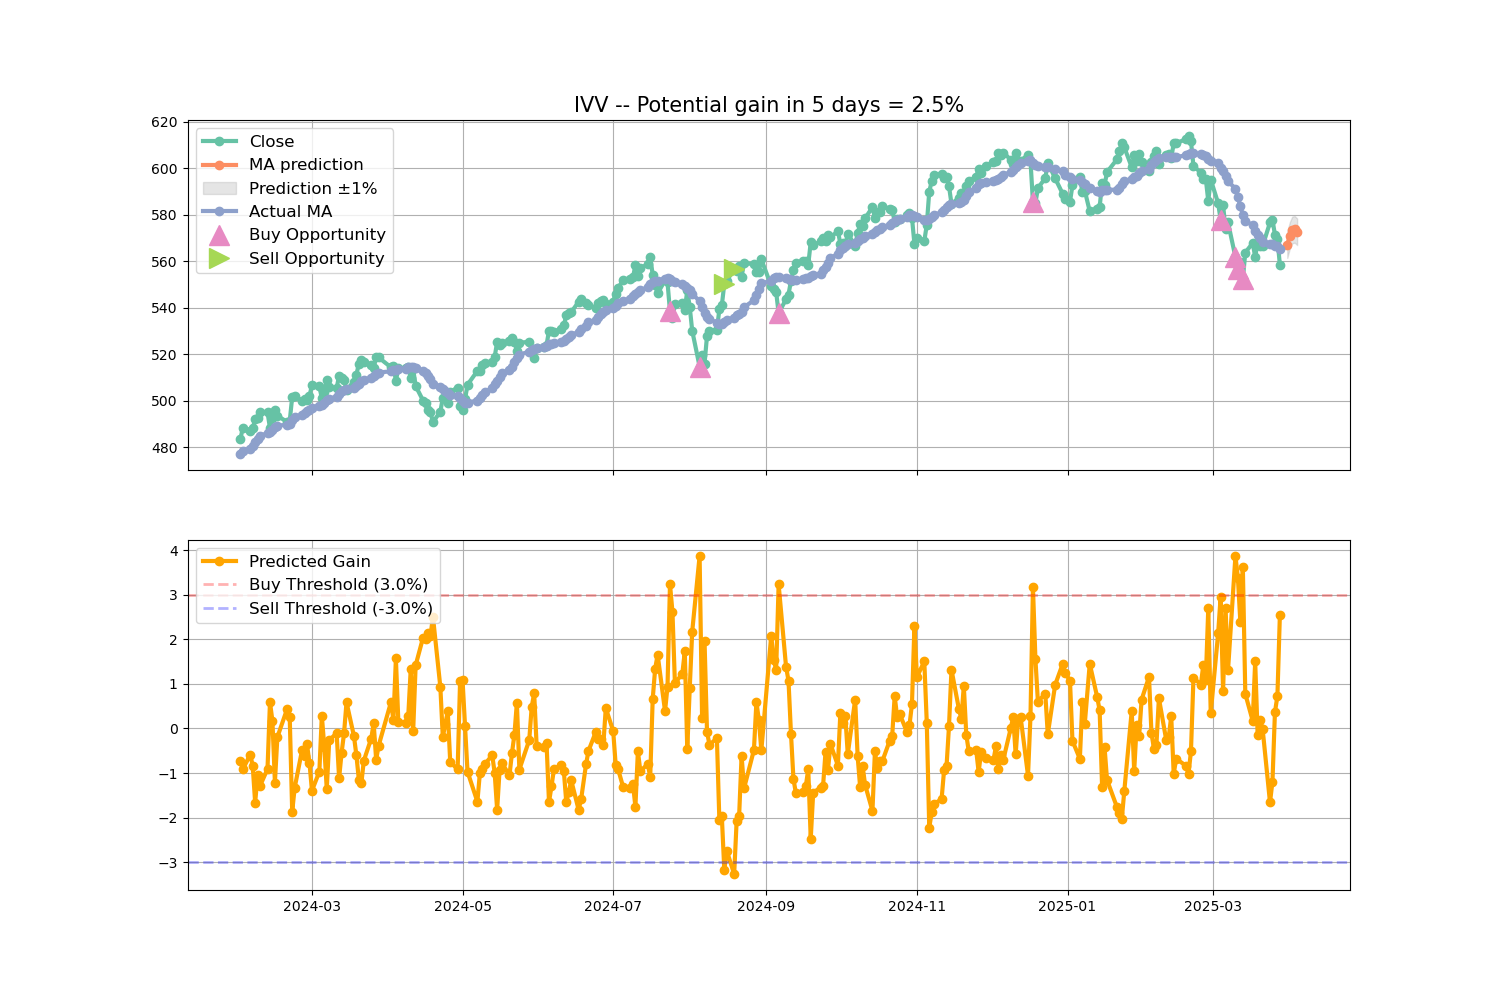 IVV -- Potential gain in 5 days = 2.5%
620
600
580
560
540
520
500
480
Close
MA prediction
Prediction ±1%
Actual MA
Buy Opportunity
Sell Opportunity
4
3
2
1
0
−1
−2
−3
Predicted Gain
Buy Threshold (3.0%)
Sell Threshold (-3.0%)
2024-03
2024-05
2024-07
2024-09
2024-11
2025-01
2025-03